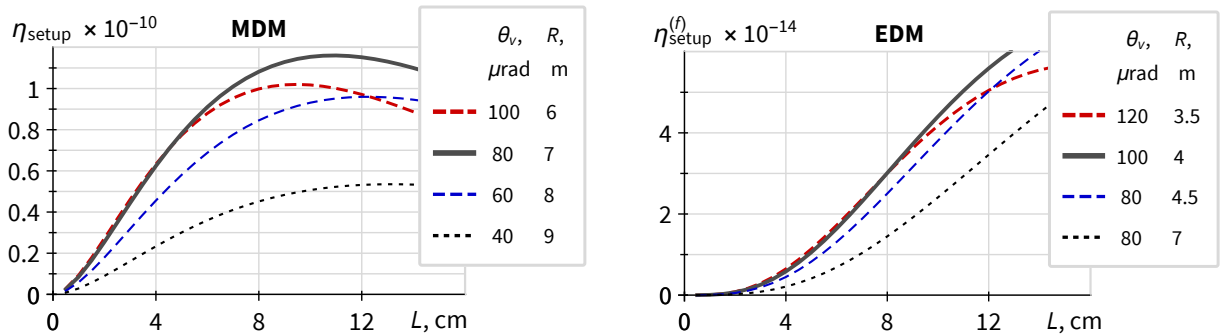 η_setup × 10⁻¹⁰ MDM
θ_v, R,
μrad m
100 6
80 7
60 8
40 9
1
0.8
0.6
0.4
0.2
0
0 4 8 12 L, cm
η_setup^(f) × 10⁻¹⁴ EDM
θ_v, R,
μrad m
120 3.5
100 4
80 4.5
80 7
4
2
0
0 4 8 12 L, cm